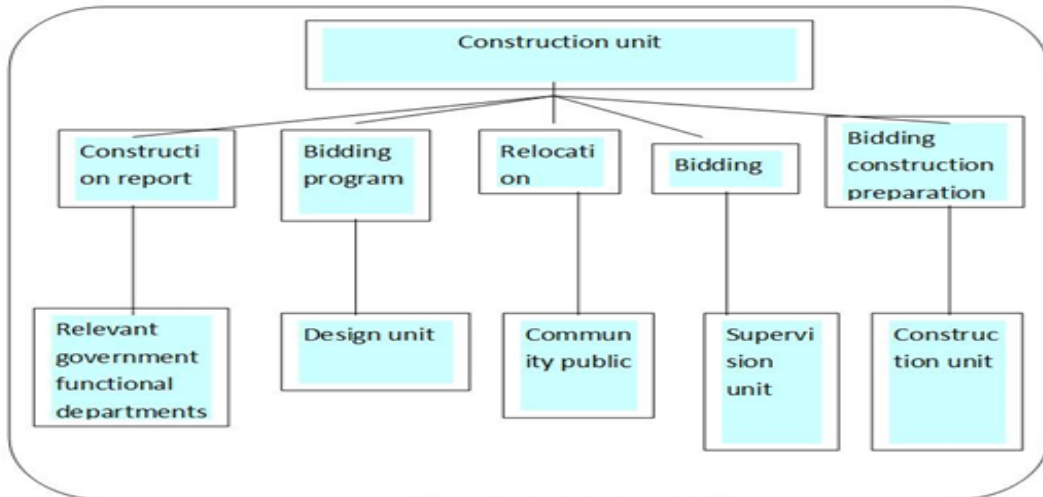 Construction unit
Constructi
on report
Bidding
program
Relocati
on
Bidding
Bidding
construction
preparation
Relevant
government
functional
departments
Design unit
Commun
ity public
Supervi
sion
unit
Construc
tion unit